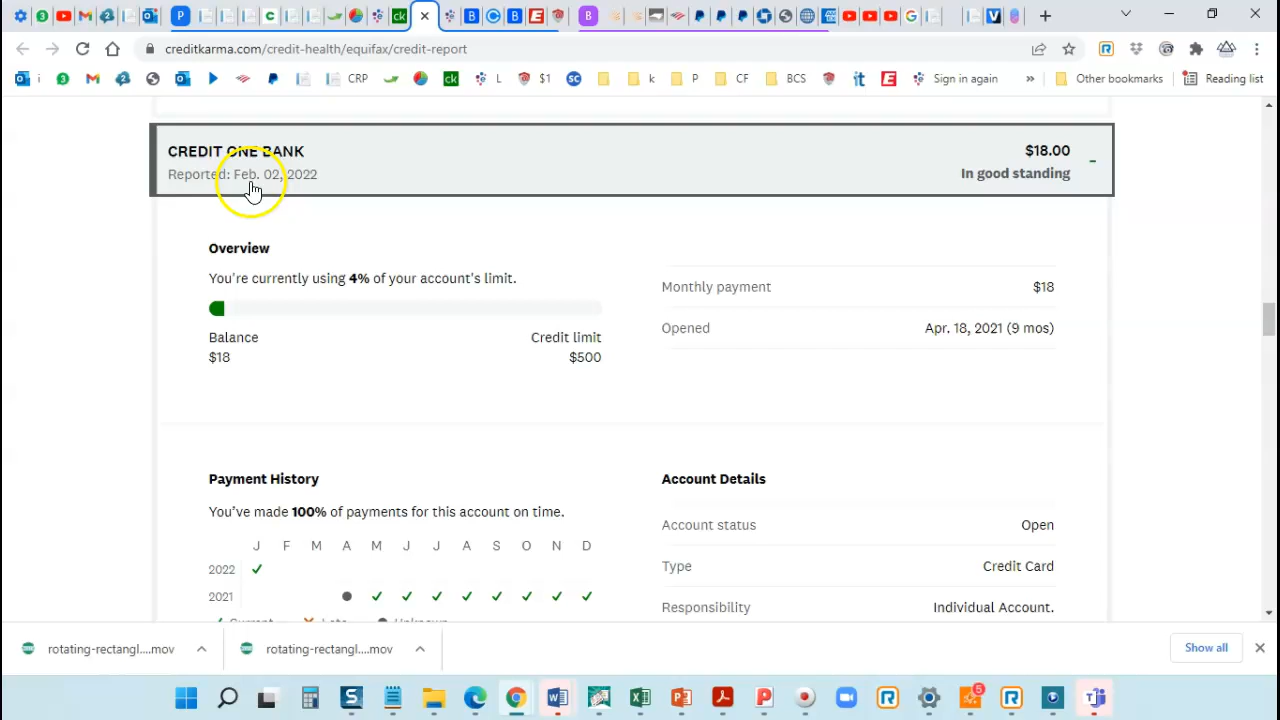 creditkarma.com/credit-health/equifax/credit-report
i L $1 k P CF BCS CRP Sign in again » Other bookmarks Reading list
CREDIT ONE BANK $18.00
Reported: Feb. 02, 2022 In good standing
Overview
You're currently using 4% of your account's limit.
Monthly payment $18
Opened Apr. 18, 2021 (9 mos)
Balance Credit limit
$18 $500
Payment History Account Details
You've made 100% of payments for this account on time.
Account status Open
J F M A M J J A S O N D
2022
Type Credit Card
2021
Responsibility Individual Account.
rotating-rectangl....mov rotating-rectangl....mov Show all